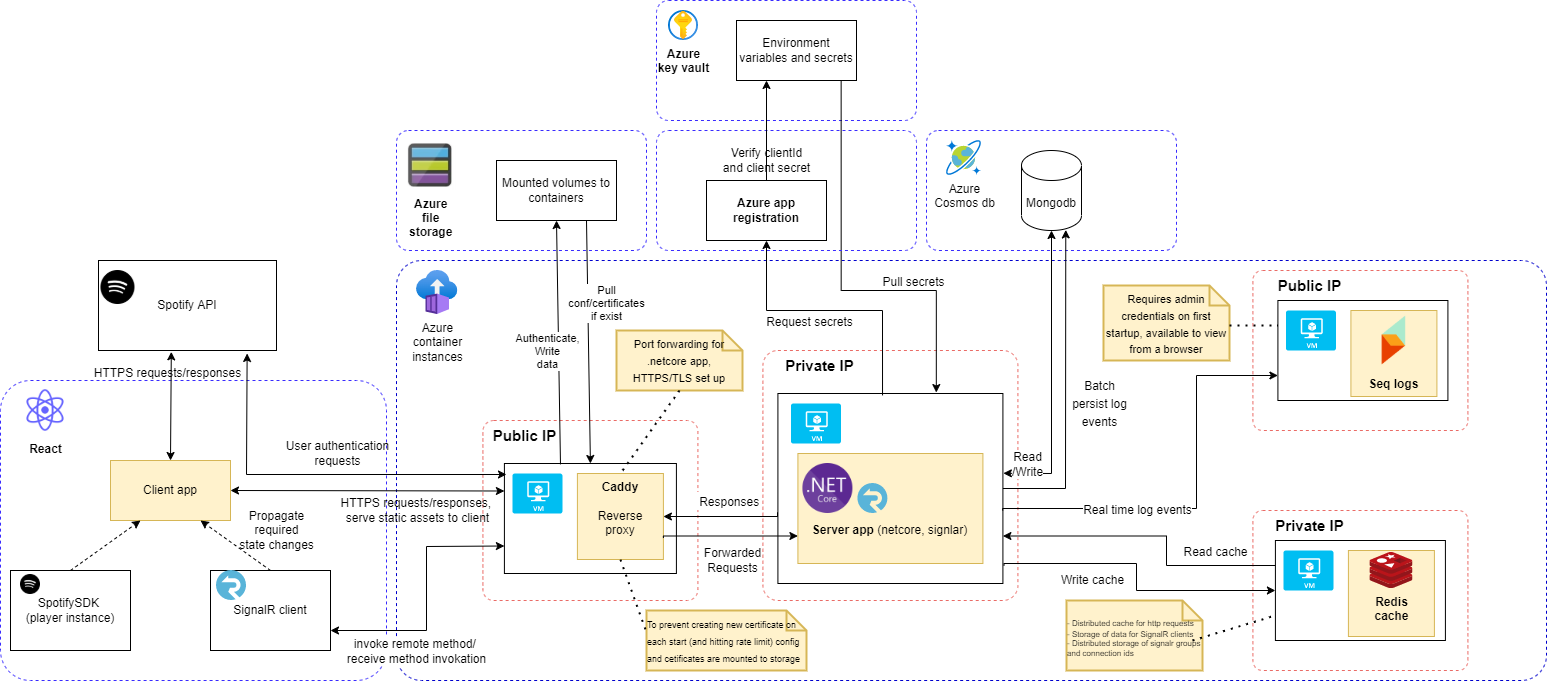 Azure
key vault
Environment
variables and secrets
Azure
file
storage
Mounted volumes to
containers
Verify clientId
and client secret
Azure app
registration
Azure
Cosmos db
Mongodb
Spotify API
HTTPS requests/responses
React
Client app
User authentication
requests
HTTPS requests/responses,
serve static assets to client
Propagate
required
state changes
SpotifySDK
(player instance)
SignalR client
invoke remote method/
receive method invokation
Azure
container
instances
Authenticate,
Write
data
Pull
conf/certificates
if exist
Port forwarding for
.netcore app,
HTTPS/TLS set up
Public IP
VM
Caddy
Reverse
proxy
To prevent creating new certificate on
each start (and hitting rate limit) config
and cetificates are mounted to storage
Responses
Forwarded
Requests
Request secrets
Pull secrets
Private IP
VM
.NET
Core
Server app (netcore, signlar)
Read
/Write
Batch
persist log
events
Real time log events
Read cache
Write cache
Requires admin
credentials on first
startup, available to view
from a browser
Public IP
VM
Seq logs
Private IP
VM
Redis
cache
- Distributed cache for http requests
- Storage of data for SignalR clients
- Distributed storage of signalr groups
and connection ids